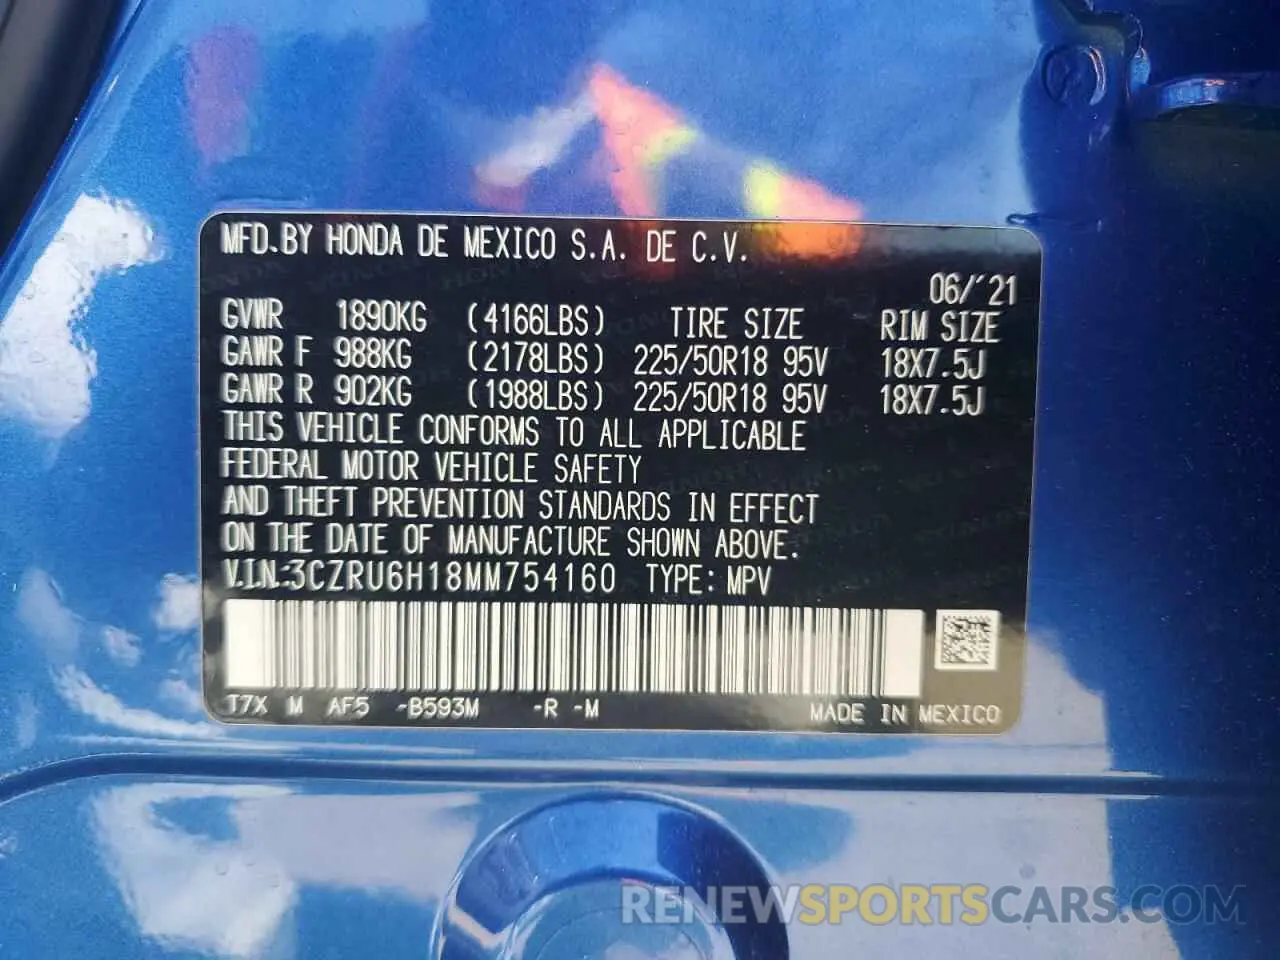 MFD.BY HONDA DE MEXICO S.A. DE C.V.
06/'21
GVWR 1890KG (4166LBS) TIRE SIZE RIM SIZE
GAWR F 988KG (2178LBS) 225/50R18 95V 18X7.5J
GAWR R 902KG (1988LBS) 225/50R18 95V 18X7.5J
THIS VEHICLE CONFORMS TO ALL APPLICABLE
FEDERAL MOTOR VEHICLE SAFETY
AND THEFT PREVENTION STANDARDS IN EFFECT
ON THE DATE OF MANUFACTURE SHOWN ABOVE.
V.I.N:3CZRU6H18MM754160 TYPE: MPV
T7X M AF5 -B593M -R -M MADE IN MEXICO
RENEWSPORTSCARS.COM